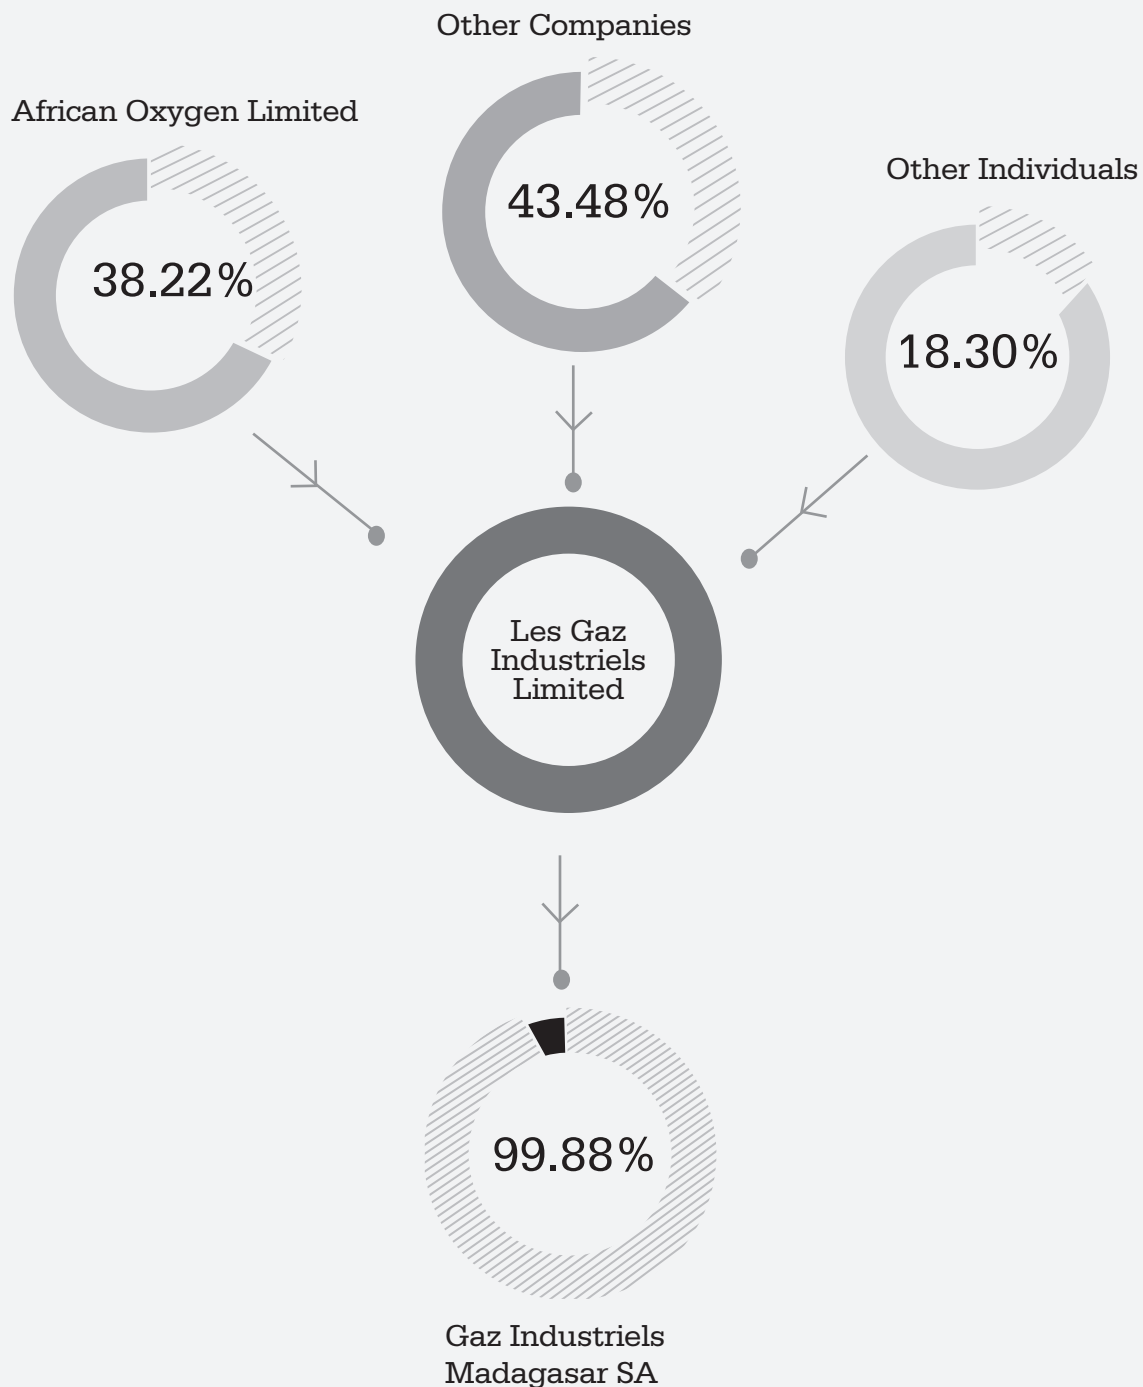 Other Companies
African Oxygen Limited
Other Individuals
43.48%
38.22%
18.30%
Les Gaz
Industriels
Limited
99.88%
Gaz Industriels
Madagasar SA